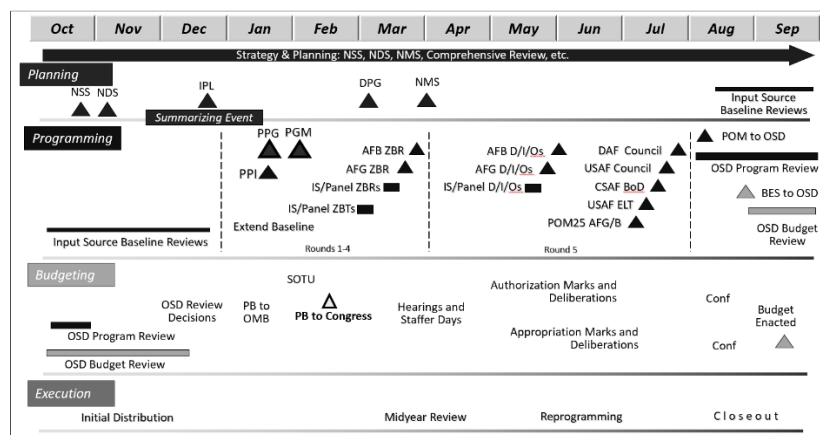 Oct Nov Dec Jan Feb Mar Apr May Jun Jul Aug Sep
Strategy & Planning: NSS, NDS, NMS, Comprehensive Review, etc.
Planning
NSS
NDS
IPL
DPG
NMS
Input Source
Baseline Reviews
Summarizing Event
Programming
PPG
PGM
PPI
AFB ZBR
AFG ZBR
IS/Panel ZBRs
IS/Panel ZBTs
Extend Baseline
Input Source Baseline Reviews
Rounds 1-4
AFB D/I/Os
AFG D/I/Os
IS/Panel D/I/Os
Round 5
DAF Council
USAF Council
CSAF BoD
USAF ELT
POM25 AFG/B
POM to OSD
OSD Program Review
BES to OSD
OSD Budget
Review
Budgeting
OSD Review
Decisions
PB to
OMB
SOTU
PB to Congress
Hearings and
Staffer Days
Authorization Marks and
Deliberations
Appropriation Marks and
Deliberations
Conf
Conf
Budget
Enacted
OSD Program Review
OSD Budget Review
Execution
Initial Distribution
Midyear Review
Reprogramming
Closeout